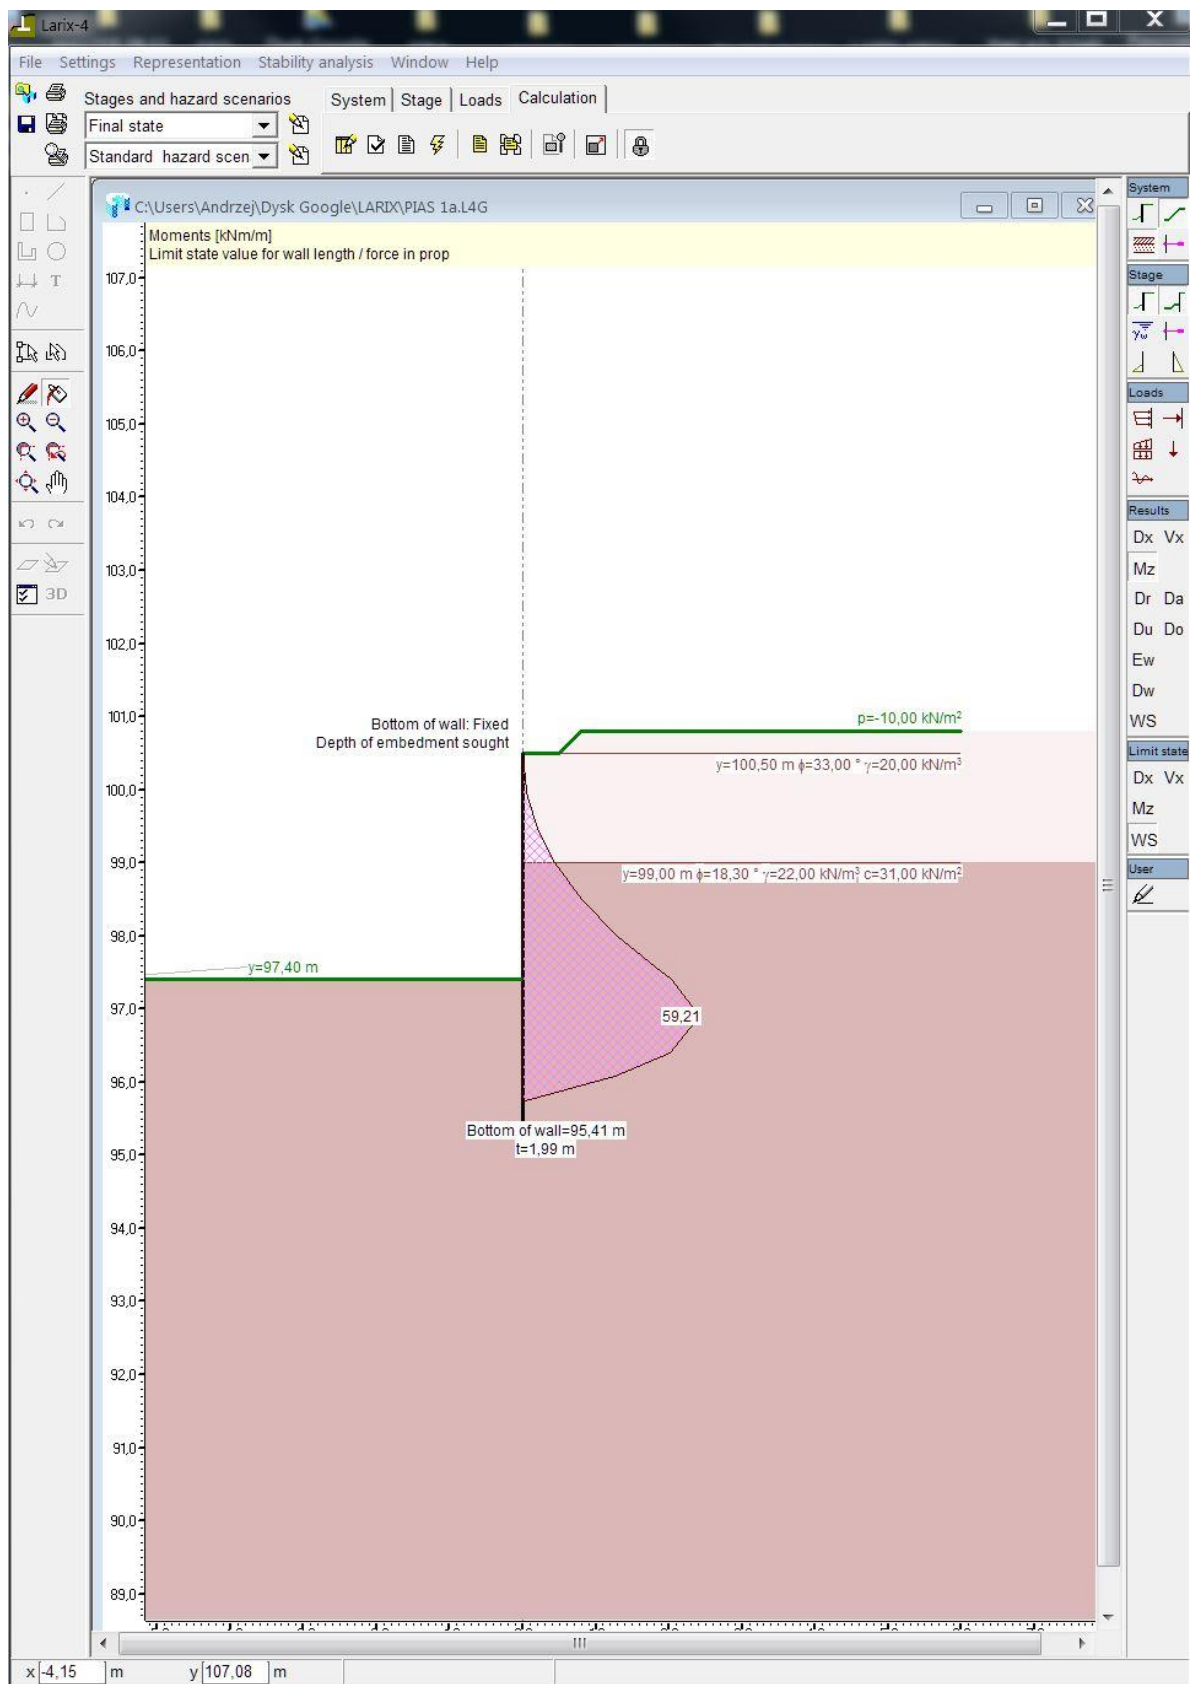 Larix-4
File Settings Representation Stability analysis Window Help
Stages and hazard scenarios
System Stage Loads Calculation
Final state
Standard hazard scen
C:\Users\Andrzej\Dysk Google\LARIX\PIAS 1a.L4G
Moments [kNm/m]
Limit state value for wall length / force in prop
107,0
106,0
105,0
104,0
103,0
102,0
101,0
100,0
99,0
98,0
97,0
96,0
95,0
94,0
93,0
92,0
91,0
90,0
89,0
Bottom of wall: Fixed
Depth of embedment sought
p=-10,00 kN/m²
y=100,50 m ϕ=33,00 ° γ=20,00 kN/m³
y=99,00 m ϕ=18,30 ° γ=22,00 kN/m³ c=31,00 kN/m²
y=97,40 m
59,21
Bottom of wall=95,41 m
t=1,99 m
T
3D
System
Stage
γw
Loads
Results
Dx Vx
Mz
Dr Da
Du Do
Ew
Dw
WS
Limit state
Dx Vx
Mz
WS
User
x -4,15 m y 107,08 m